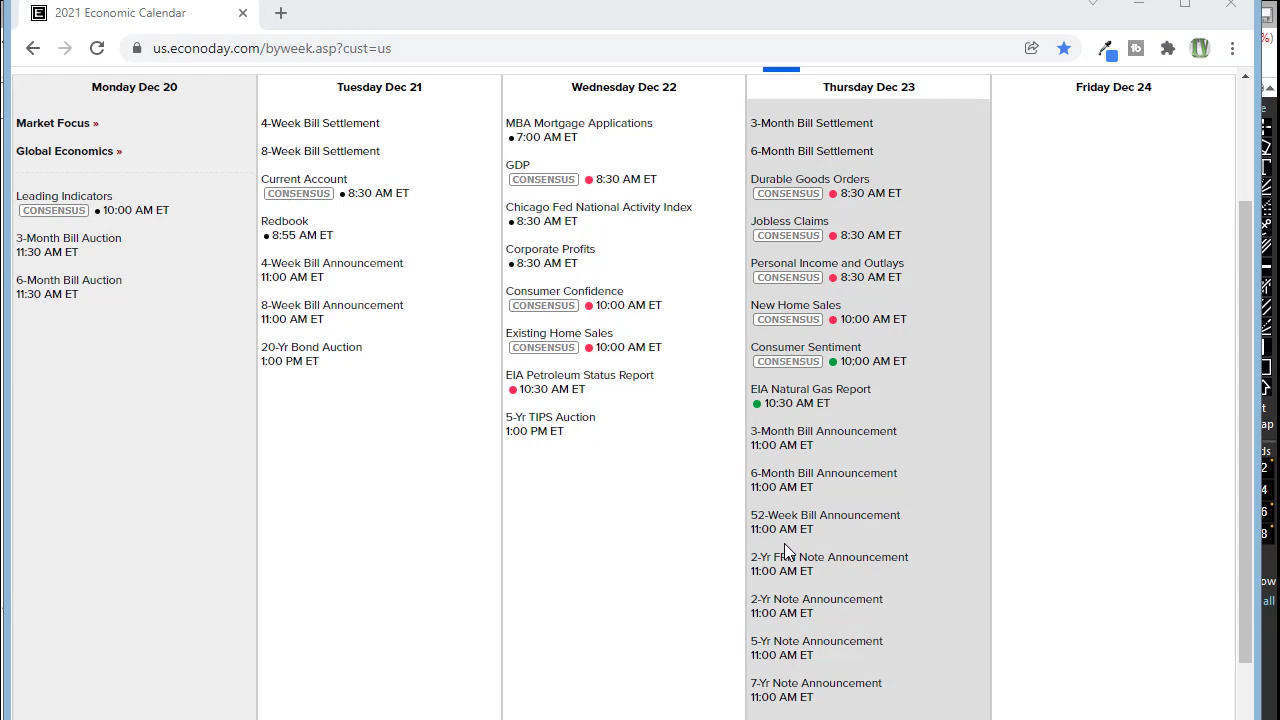 2021 Economic Calendar
us.econoday.com/byweek.asp?cust=us
Monday Dec 20
Market Focus »
Global Economics »
Leading Indicators
CONSENSUS 10:00 AM ET
3-Month Bill Auction
11:30 AM ET
6-Month Bill Auction
11:30 AM ET
Tuesday Dec 21
4-Week Bill Settlement
8-Week Bill Settlement
Current Account
CONSENSUS 8:30 AM ET
Redbook
8:55 AM ET
4-Week Bill Announcement
11:00 AM ET
8-Week Bill Announcement
11:00 AM ET
20-Yr Bond Auction
1:00 PM ET
Wednesday Dec 22
MBA Mortgage Applications
7:00 AM ET
GDP
CONSENSUS 8:30 AM ET
Chicago Fed National Activity Index
8:30 AM ET
Corporate Profits
8:30 AM ET
Consumer Confidence
CONSENSUS 10:00 AM ET
Existing Home Sales
CONSENSUS 10:00 AM ET
EIA Petroleum Status Report
10:30 AM ET
5-Yr TIPS Auction
1:00 PM ET
Thursday Dec 23
3-Month Bill Settlement
6-Month Bill Settlement
Durable Goods Orders
CONSENSUS 8:30 AM ET
Jobless Claims
CONSENSUS 8:30 AM ET
Personal Income and Outlays
CONSENSUS 8:30 AM ET
New Home Sales
CONSENSUS 10:00 AM ET
Consumer Sentiment
CONSENSUS 10:00 AM ET
EIA Natural Gas Report
10:30 AM ET
3-Month Bill Announcement
11:00 AM ET
6-Month Bill Announcement
11:00 AM ET
52-Week Bill Announcement
11:00 AM ET
2-Yr Note Announcement
11:00 AM ET
2-Yr Note Announcement
11:00 AM ET
5-Yr Note Announcement
11:00 AM ET
7-Yr Note Announcement
11:00 AM ET
Friday Dec 24
%)
ap
ds
2
4
6
8
ow
all